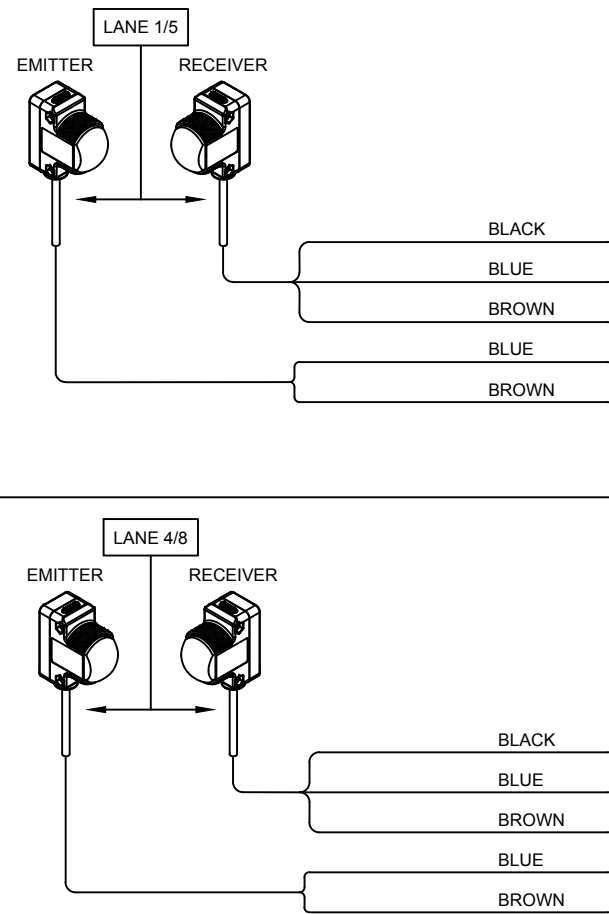 LANE 1/5
EMITTER RECEIVER
BLACK
BLUE
BROWN
BLUE
BROWN
LANE 4/8
EMITTER RECEIVER
BLACK
BLUE
BROWN
BLUE
BROWN